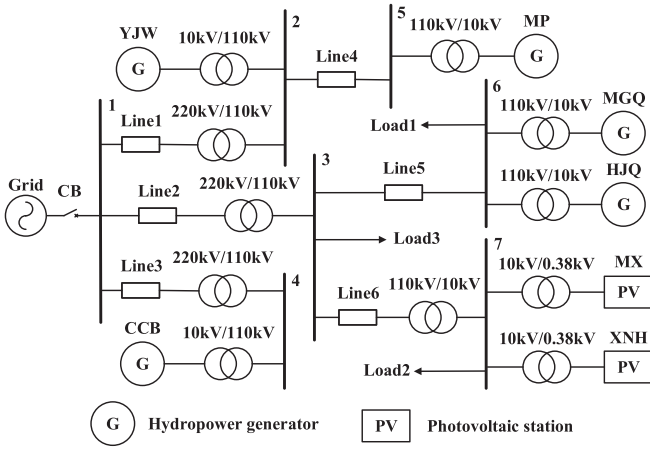 YJW
10kV/110kV
2
5
110kV/10kV
MP
G
Line4
G
6
110kV/10kV
MGQ
1
Line1
220kV/110kV
Load1
G
3
Line5
110kV/10kV
HJQ
Grid
CB
Line2
220kV/110kV
G
Load3
7
Line3
220kV/110kV
4
110kV/10kV
10kV/0.38kV
MX
PV
Line6
CCB
10kV/110kV
10kV/0.38kV
XNH
G
Load2
PV
G
Hydropower generator
PV
Photovoltaic station